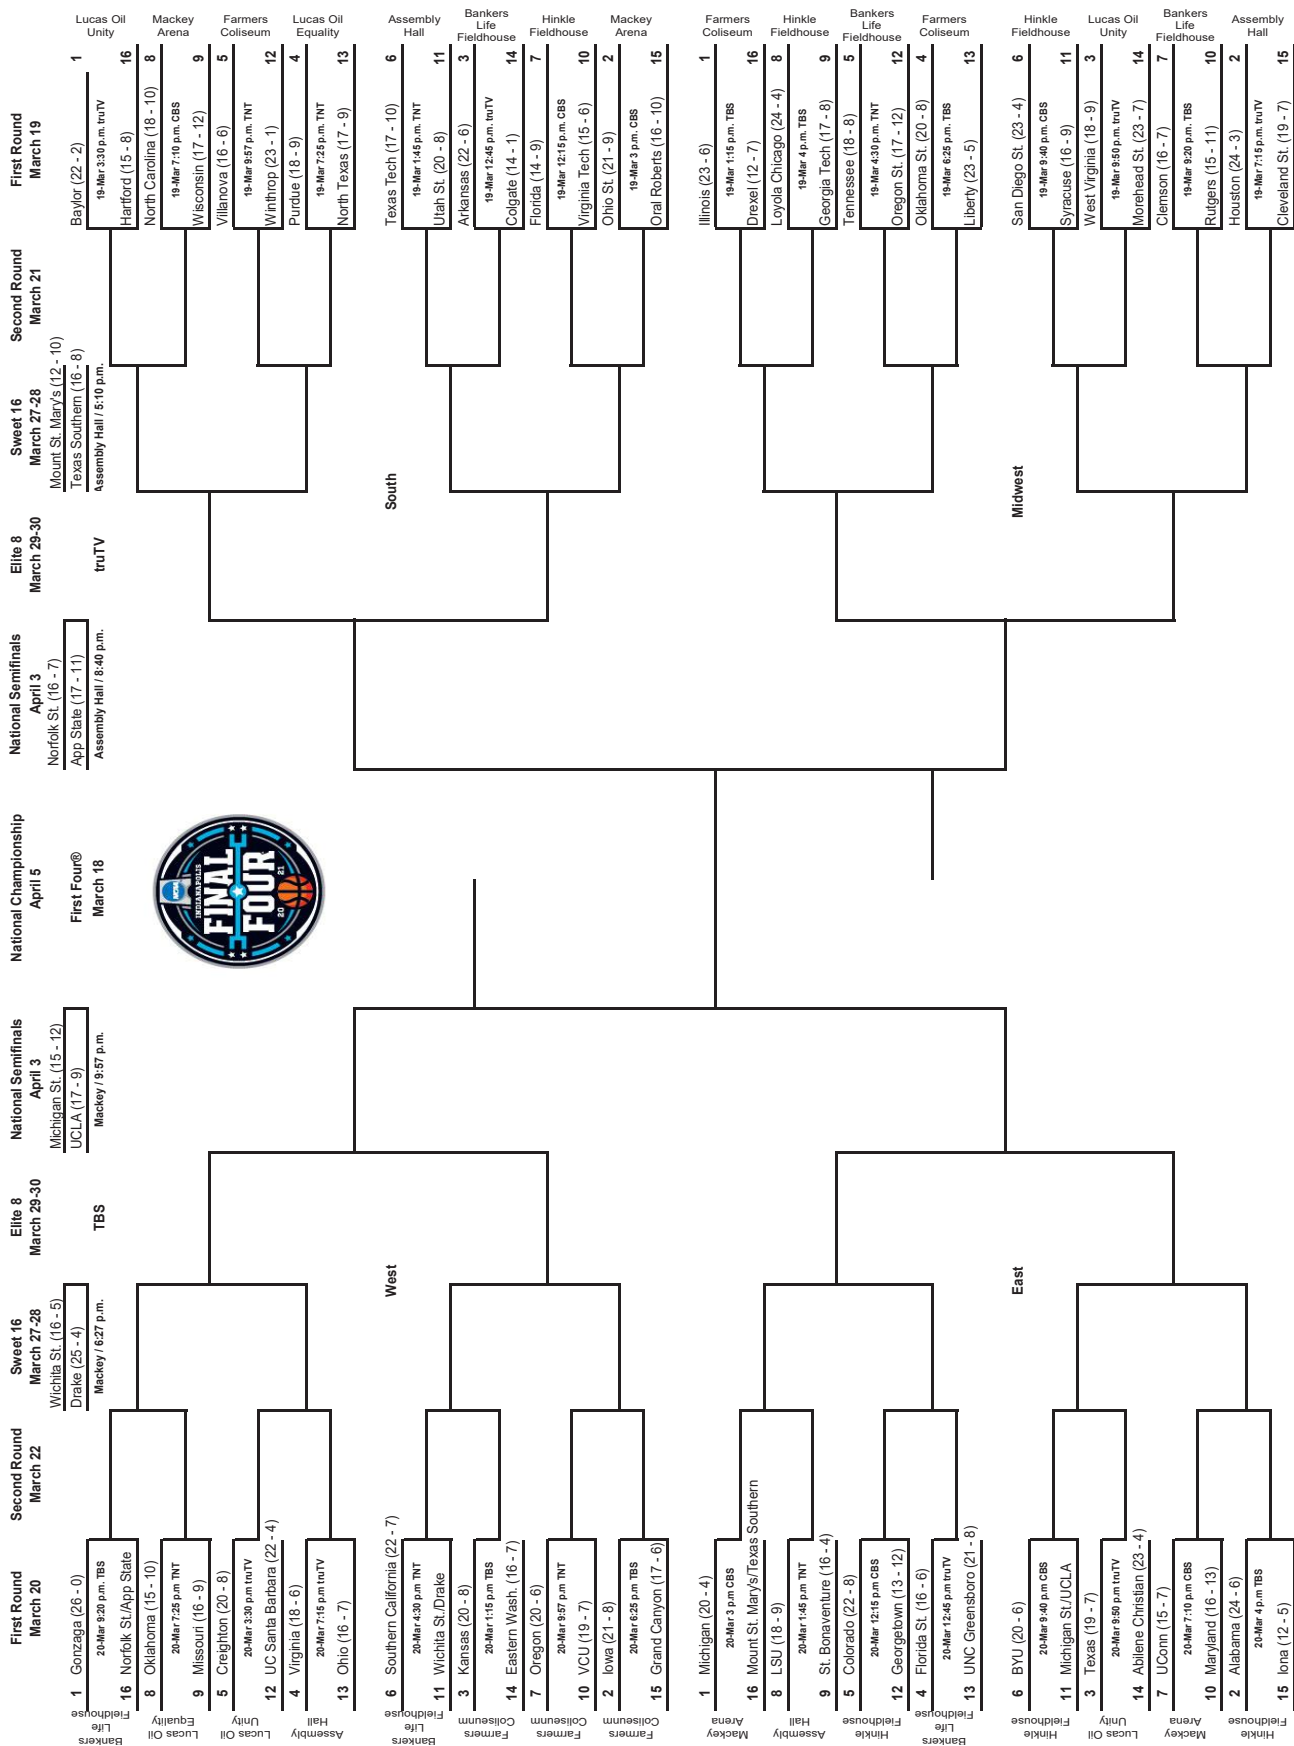 First Round
March 20
Second Round
March 22
Sweet 16
March 27-28
Elite 8
March 29-30
National Semifinals
April 3
National Championship
April 5
National Semifinals
April 3
Elite 8
March 29-30
Sweet 16
March 27-28
Second Round
March 21
First Round
March 19
Wichita St. (16 - 5)
Drake (25 - 4)
Mackey / 6:27 p.m.
TBS
Michigan St. (15 - 12)
UCLA (17 - 9)
Mackey / 9:57 p.m.
First Four®
March 18
Norfolk St. (16 - 7)
App State (17 - 11)
Assembly Hall / 8:40 p.m.
truTV
Mount St. Mary's (12 - 10)
Texas Southern (16 - 8)
Assembly Hall / 5:10 p.m.
NCAA
INDIANAPOLIS
FINAL
FOUR
20 21
Bankers
Life
Fieldhouse
1 Gonzaga (26 - 0)
20-Mar 9:20 p.m TBS
16 Norfolk St./App State
Lucas Oil
Equality
8 Oklahoma (15 - 10)
20-Mar 7:25 p.m TNT
9 Missouri (16 - 9)
Lucas Oil
Unity
5 Creighton (20 - 8)
20-Mar 3:30 p.m truTV
12 UC Santa Barbara (22 - 4)
Assembly
Hall
4 Virginia (18 - 6)
20-Mar 7:15 p.m truTV
13 Ohio (16 - 7)
West
Bankers
Life
Fieldhouse
6 Southern California (22 - 7)
20-Mar 4:30 p.m TNT
11 Wichita St./Drake
Farmers
Coliseunm
3 Kansas (20 - 8)
20-Mar 1:15 p.m TBS
14 Eastern Wash. (16 - 7)
Farmers
Coliseum
7 Oregon (20 - 6)
20-Mar 9:57 p.m TNT
10 VCU (19 - 7)
Farmers
Coliseum
2 Iowa (21 - 8)
20-Mar 6:25 p.m TBS
15 Grand Canyon (17 - 6)
Mackey
Arena
1 Michigan (20 - 4)
20-Mar 3 p.m CBS
16 Mount St. Mary's/Texas Southern
Assembly
Hall
8 LSU (18 - 9)
20-Mar 1:45 p.m TNT
9 St. Bonaventure (16 - 4)
Hinkle
Fieldhouse
5 Colorado (22 - 8)
20-Mar 12:15 p.m CBS
12 Georgetown (13 - 12)
Bankers
Life
Fieldhouse
4 Florida St. (16 - 6)
20-Mar 12:45 p.m truTV
13 UNC Greensboro (21 - 8)
East
Hinkle
Fieldhouse
6 BYU (20 - 6)
20-Mar 9:40 p.m CBS
11 Michigan St./UCLA
Lucas Oil
Unity
3 Texas (19 - 7)
20-Mar 9:50 p.m truTV
14 Abilene Christian (23 - 4)
Mackey
Arena
7 UConn (15 - 7)
20-Mar 7:10 p.m CBS
10 Maryland (16 - 13)
Hinkle
Fieldhouse
2 Alabama (24 - 6)
20-Mar 4 p.m TBS
15 Iona (12 - 5)
Lucas Oil
Unity
Baylor (22 - 2) 1
19-Mar 3:30 p.m. truTV
Hartford (15 - 8) 16
Mackey
Arena
North Carolina (18 - 10) 8
19-Mar 7:10 p.m. CBS
Wisconsin (17 - 12) 9
Farmers
Coliseum
Villanova (16 - 6) 5
19-Mar 9:57 p.m. TNT
Winthrop (23 - 1) 12
Lucas Oil
Equality
Purdue (18 - 9) 4
19-Mar 7:25 p.m. TNT
North Texas (17 - 9) 13
South
Assembly
Hall
Texas Tech (17 - 10) 6
19-Mar 1:45 p.m. TNT
Utah St. (20 - 8) 11
Bankers
Life
Fieldhouse
Arkansas (22 - 6) 3
19-Mar 12:45 p.m. truTV
Colgate (14 - 1) 14
Hinkle
Fieldhouse
Florida (14 - 9) 7
19-Mar 12:15 p.m. CBS
Virginia Tech (15 - 6) 10
Mackey
Arena
Ohio St. (21 - 9) 2
19-Mar 3 p.m. CBS
Oral Roberts (16 - 10) 15
Farmers
Coliseum
Illinois (23 - 6) 1
19-Mar 1:15 p.m. TBS
Drexel (12 - 7) 16
Hinkle
Fieldhouse
Loyola Chicago (24 - 4) 8
19-Mar 4 p.m. TBS
Georgia Tech (17 - 8) 9
Bankers
Life
Fieldhouse
Tennessee (18 - 8) 5
19-Mar 4:30 p.m. TNT
Oregon St. (17 - 12) 12
Farmers
Coliseum
Oklahoma St. (20 - 8) 4
19-Mar 6:25 p.m. TBS
Liberty (23 - 5) 13
Midwest
Hinkle
Fieldhouse
San Diego St. (23 - 4) 6
19-Mar 9:40 p.m. CBS
Syracuse (16 - 9) 11
Lucas Oil
Unity
West Virginia (18 - 9) 3
19-Mar 9:50 p.m. truTV
Morehead St. (23 - 7) 14
Bankers
Life
Fieldhouse
Clemson (16 - 7) 7
19-Mar 9:20 p.m. TBS
Rutgers (15 - 11) 10
Assembly
Hall
Houston (24 - 3) 2
19-Mar 7:15 p.m. truTV
Cleveland St. (19 - 7) 15